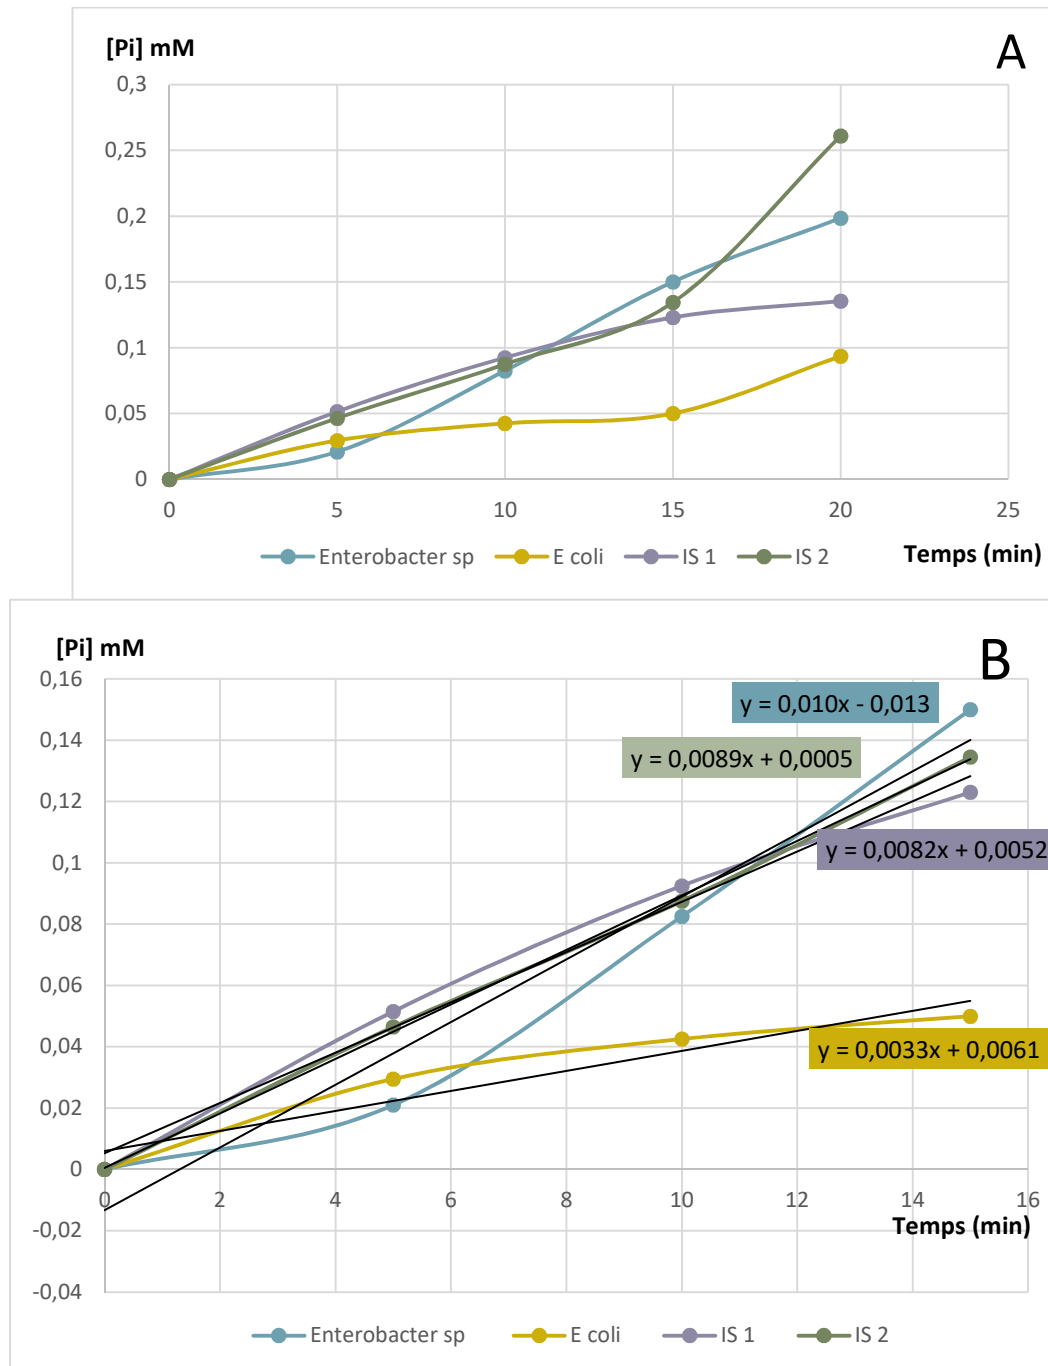 [Pi] mM
A
0,3
0,25
0,2
0,15
0,1
0,05
0
0 5 10 15 20 25
Enterobacter sp E coli IS 1 IS 2
Temps (min)
[Pi] mM
B
0,16
0,14
0,12
0,1
0,08
0,06
0,04
0,02
0
-0,02
-0,04
y = 0,010x - 0,013
y = 0,0089x + 0,0005
y = 0,0082x + 0,0052
y = 0,0033x + 0,0061
0 2 4 6 8 10 12 14 16
Temps (min)
Enterobacter sp E coli IS 1 IS 2